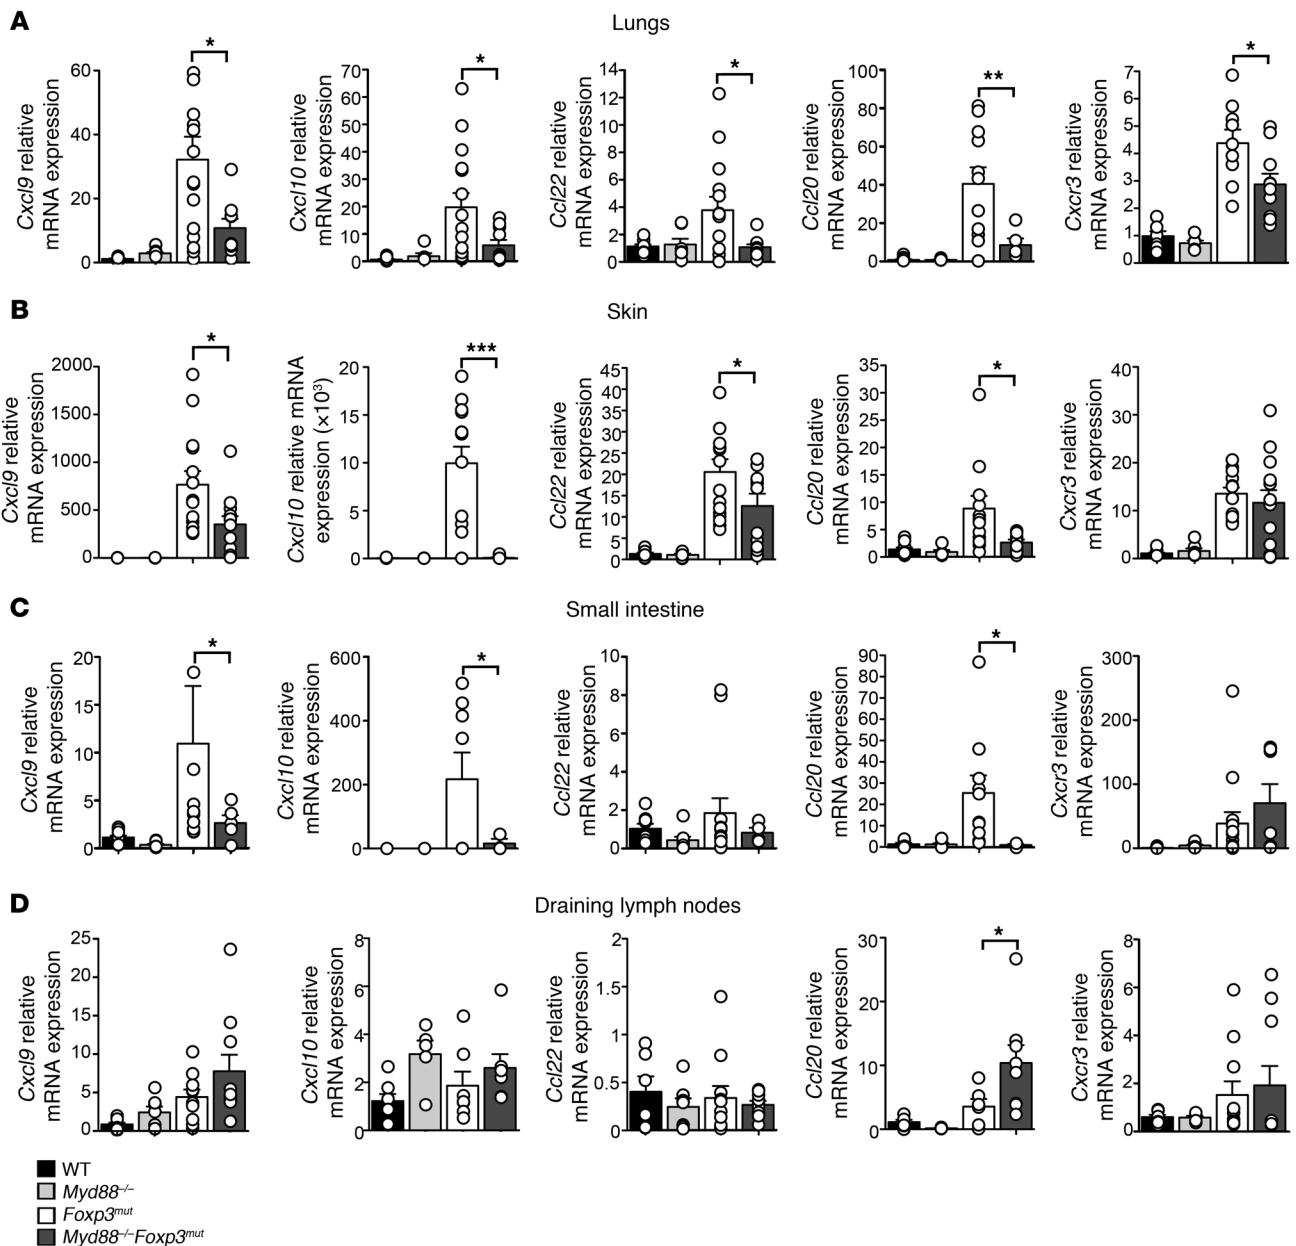 A
Lungs
Cxcl9 relative
mRNA expression
60
40
20
0
*
Cxcl10 relative
mRNA expression
70
60
50
40
30
20
10
0
*
Ccl22 relative
mRNA expression
14
12
10
8
6
4
2
0
*
Ccl20 relative
mRNA expression
100
80
60
40
20
0
**
Cxcr3 relative
mRNA expression
7
6
5
4
3
2
1
0
*
B
Skin
Cxcl9 relative
mRNA expression
2000
1500
1000
500
0
*
Cxcl10 relative mRNA
expression (×10³)
20
15
10
5
0
***
Ccl22 relative
mRNA expression
45
40
35
30
25
20
15
10
5
0
*
Ccl20 relative
mRNA expression
35
30
25
20
15
10
5
0
*
Cxcr3 relative
mRNA expression
40
30
20
10
0
C
Small intestine
Cxcl9 relative
mRNA expression
20
15
10
5
0
*
Cxcl10 relative
mRNA expression
600
400
200
0
*
Ccl22 relative
mRNA expression
10
8
6
4
2
0
Ccl20 relative
mRNA expression
90
80
70
60
50
40
30
20
10
0
*
Cxcr3 relative
mRNA expression
300
200
100
0
D
Draining lymph nodes
Cxcl9 relative
mRNA expression
25
20
15
10
5
0
Cxcl10 relative
mRNA expression
8
6
4
2
0
Ccl22 relative
mRNA expression
2
1.5
1
0.5
0
Ccl20 relative
mRNA expression
30
20
10
0
*
Cxcr3 relative
mRNA expression
8
6
4
2
0
WT
Myd88⁻/⁻
Foxp3ᵐᵘᵗ
Myd88⁻/⁻Foxp3ᵐᵘᵗ